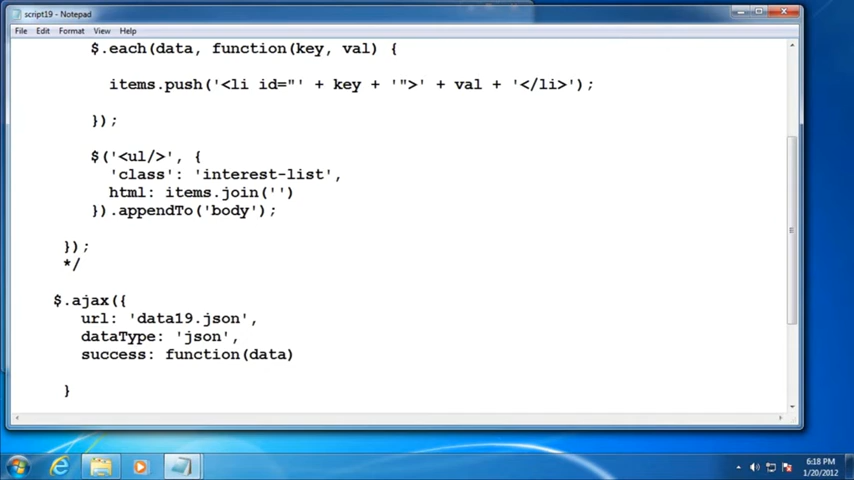 script19 - Notepad
File Edit Format View Help
$.each(data, function(key, val) {
items.push('<li id="' + key + '">' + val + '</li>');
});
$('<ul/>', {
'class': 'interest-list',
html: items.join('')
}).appendTo('body');
});
*/
$.ajax({
url: 'data19.json',
dataType: 'json',
success: function(data)
}
6:18 PM
1/20/2012